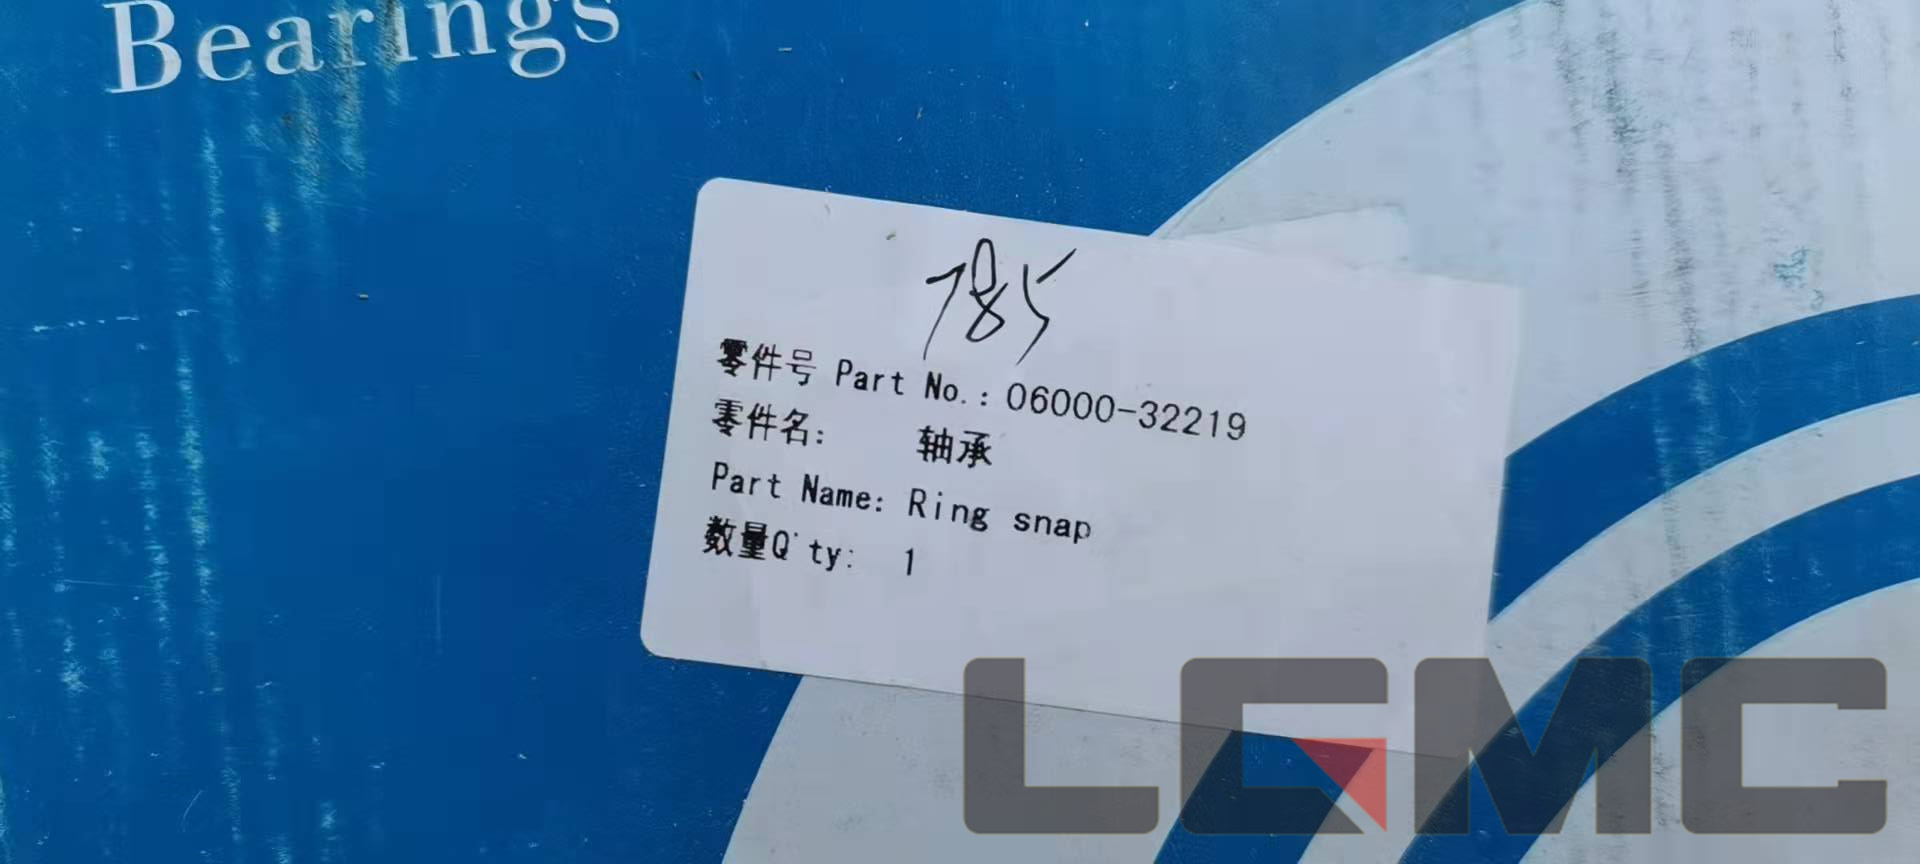 Bearings
785
零件号 Part No.: 06000-32219
零件名: 轴承
Part Name: Ring snap
数量Q'ty: 1
LGMC